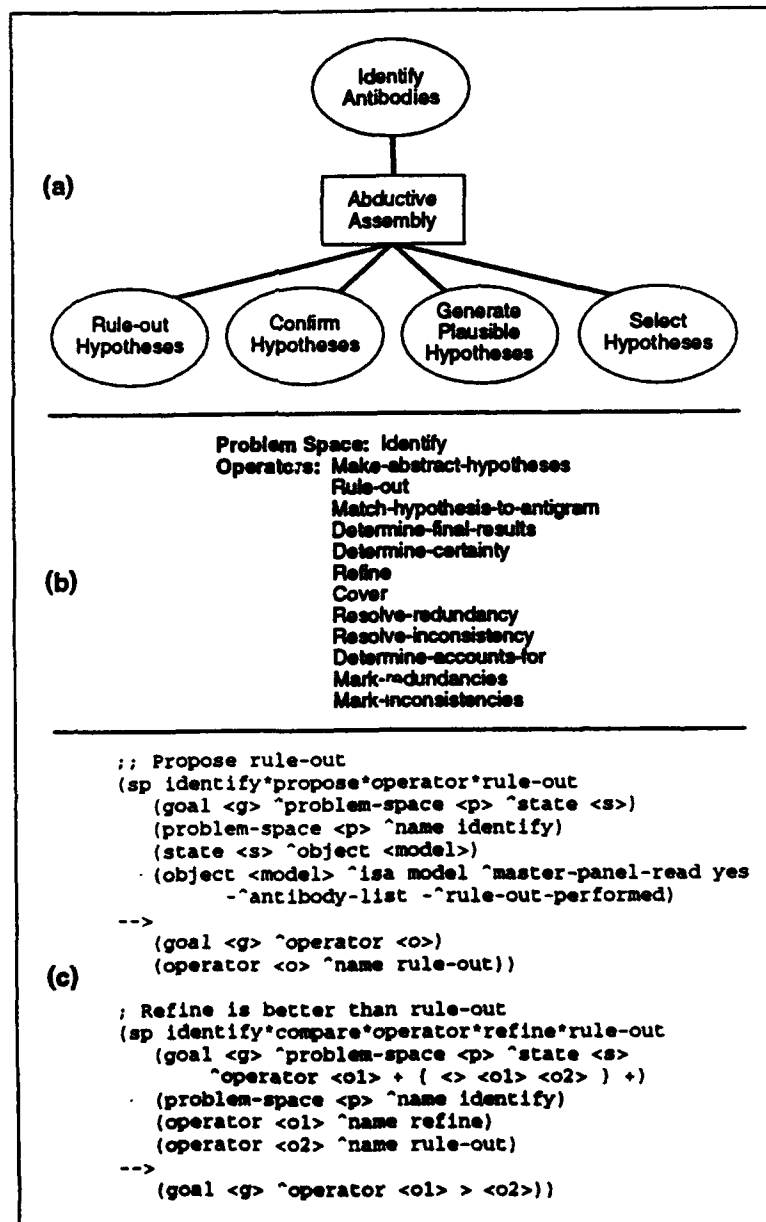 Identify
Antibodies
(a)
Abductive
Assembly
Rule-out
Hypotheses
Confirm
Hypotheses
Generate
Plausible
Hypotheses
Select
Hypotheses
(b)
Problem Space: Identify
Operators: Make-abstract-hypotheses
Rule-out
Match-hypothesis-to-antigram
Determine-final-results
Determine-certainty
Refine
Cover
Resolve-redundancy
Resolve-inconsistency
Determine-accounts-for
Mark-redundancies
Mark-inconsistencies
(c)
;; Propose rule-out
(sp identify*propose*operator*rule-out
(goal <g> ^problem-space <p> ^state <s>)
(problem-space <p> ^name identify)
(state <s> ^object <model>)
(object <model> ^isa model ^master-panel-read yes
-^antibody-list -^rule-out-performed)
-->
(goal <g> ^operator <o>)
(operator <o> ^name rule-out))
; Refine is better than rule-out
(sp identify*compare*operator*refine*rule-out
(goal <g> ^problem-space <p> ^state <s>
^operator <o1> + { <> <o1> <o2> } +)
(problem-space <p> ^name identify)
(operator <o1> ^name refine)
(operator <o2> ^name rule-out)
-->
(goal <g> ^operator <o1> > <o2>))